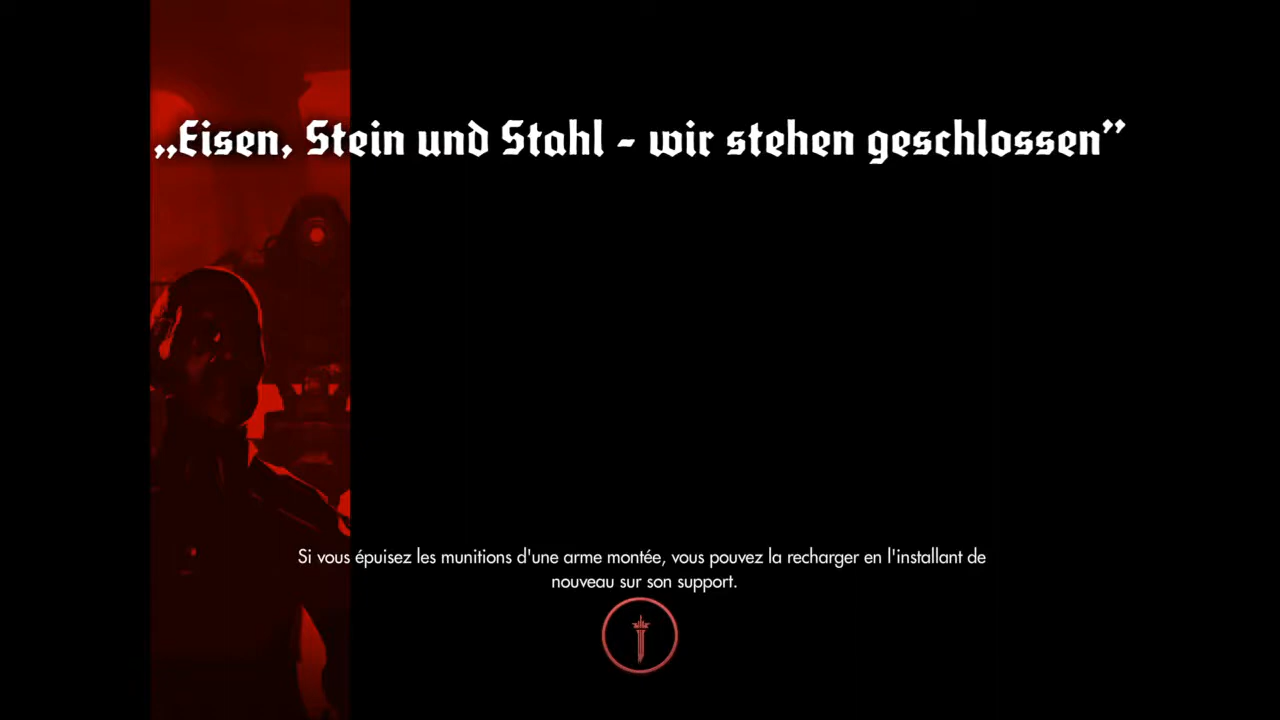 „Eisen, Stein und Stahl - wir stehen geschlossen”
Si vous épuisez les munitions d'une arme montée, vous pouvez la recharger en l'installant de
nouveau sur son support.